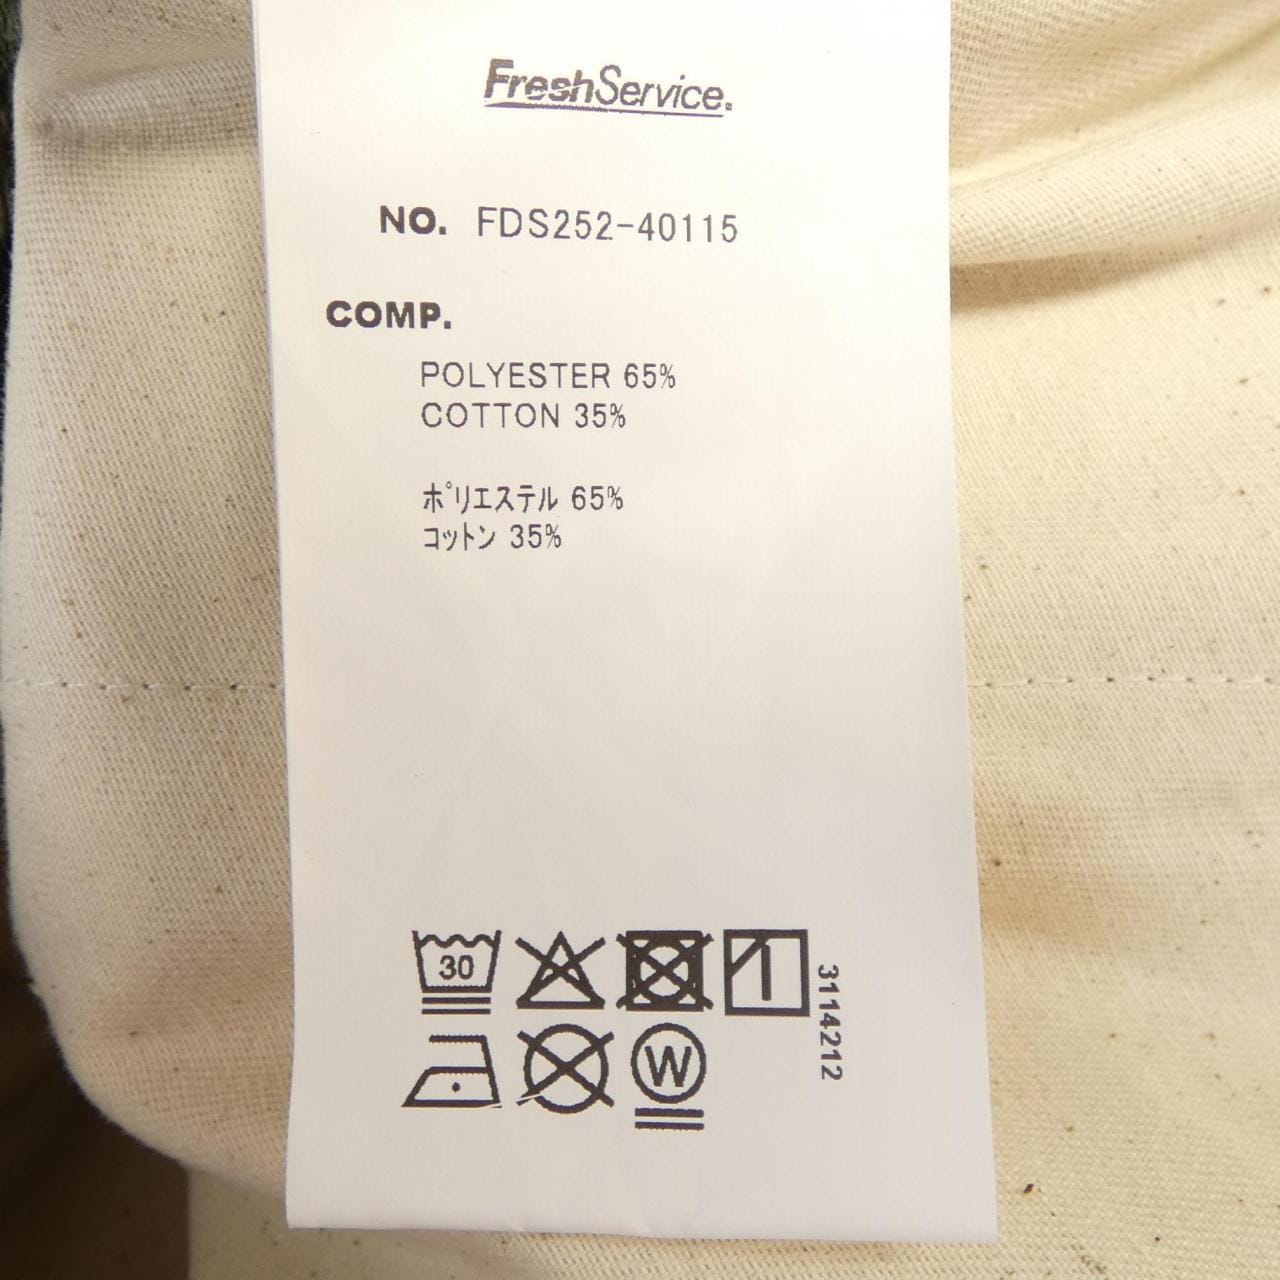 FreshService.
NO. FDS252-40115
COMP.
POLYESTER 65%
COTTON 35%
ﾎﾟﾘｴｽﾃﾙ 65%
ｺｯﾄﾝ 35%
30
W
3114212